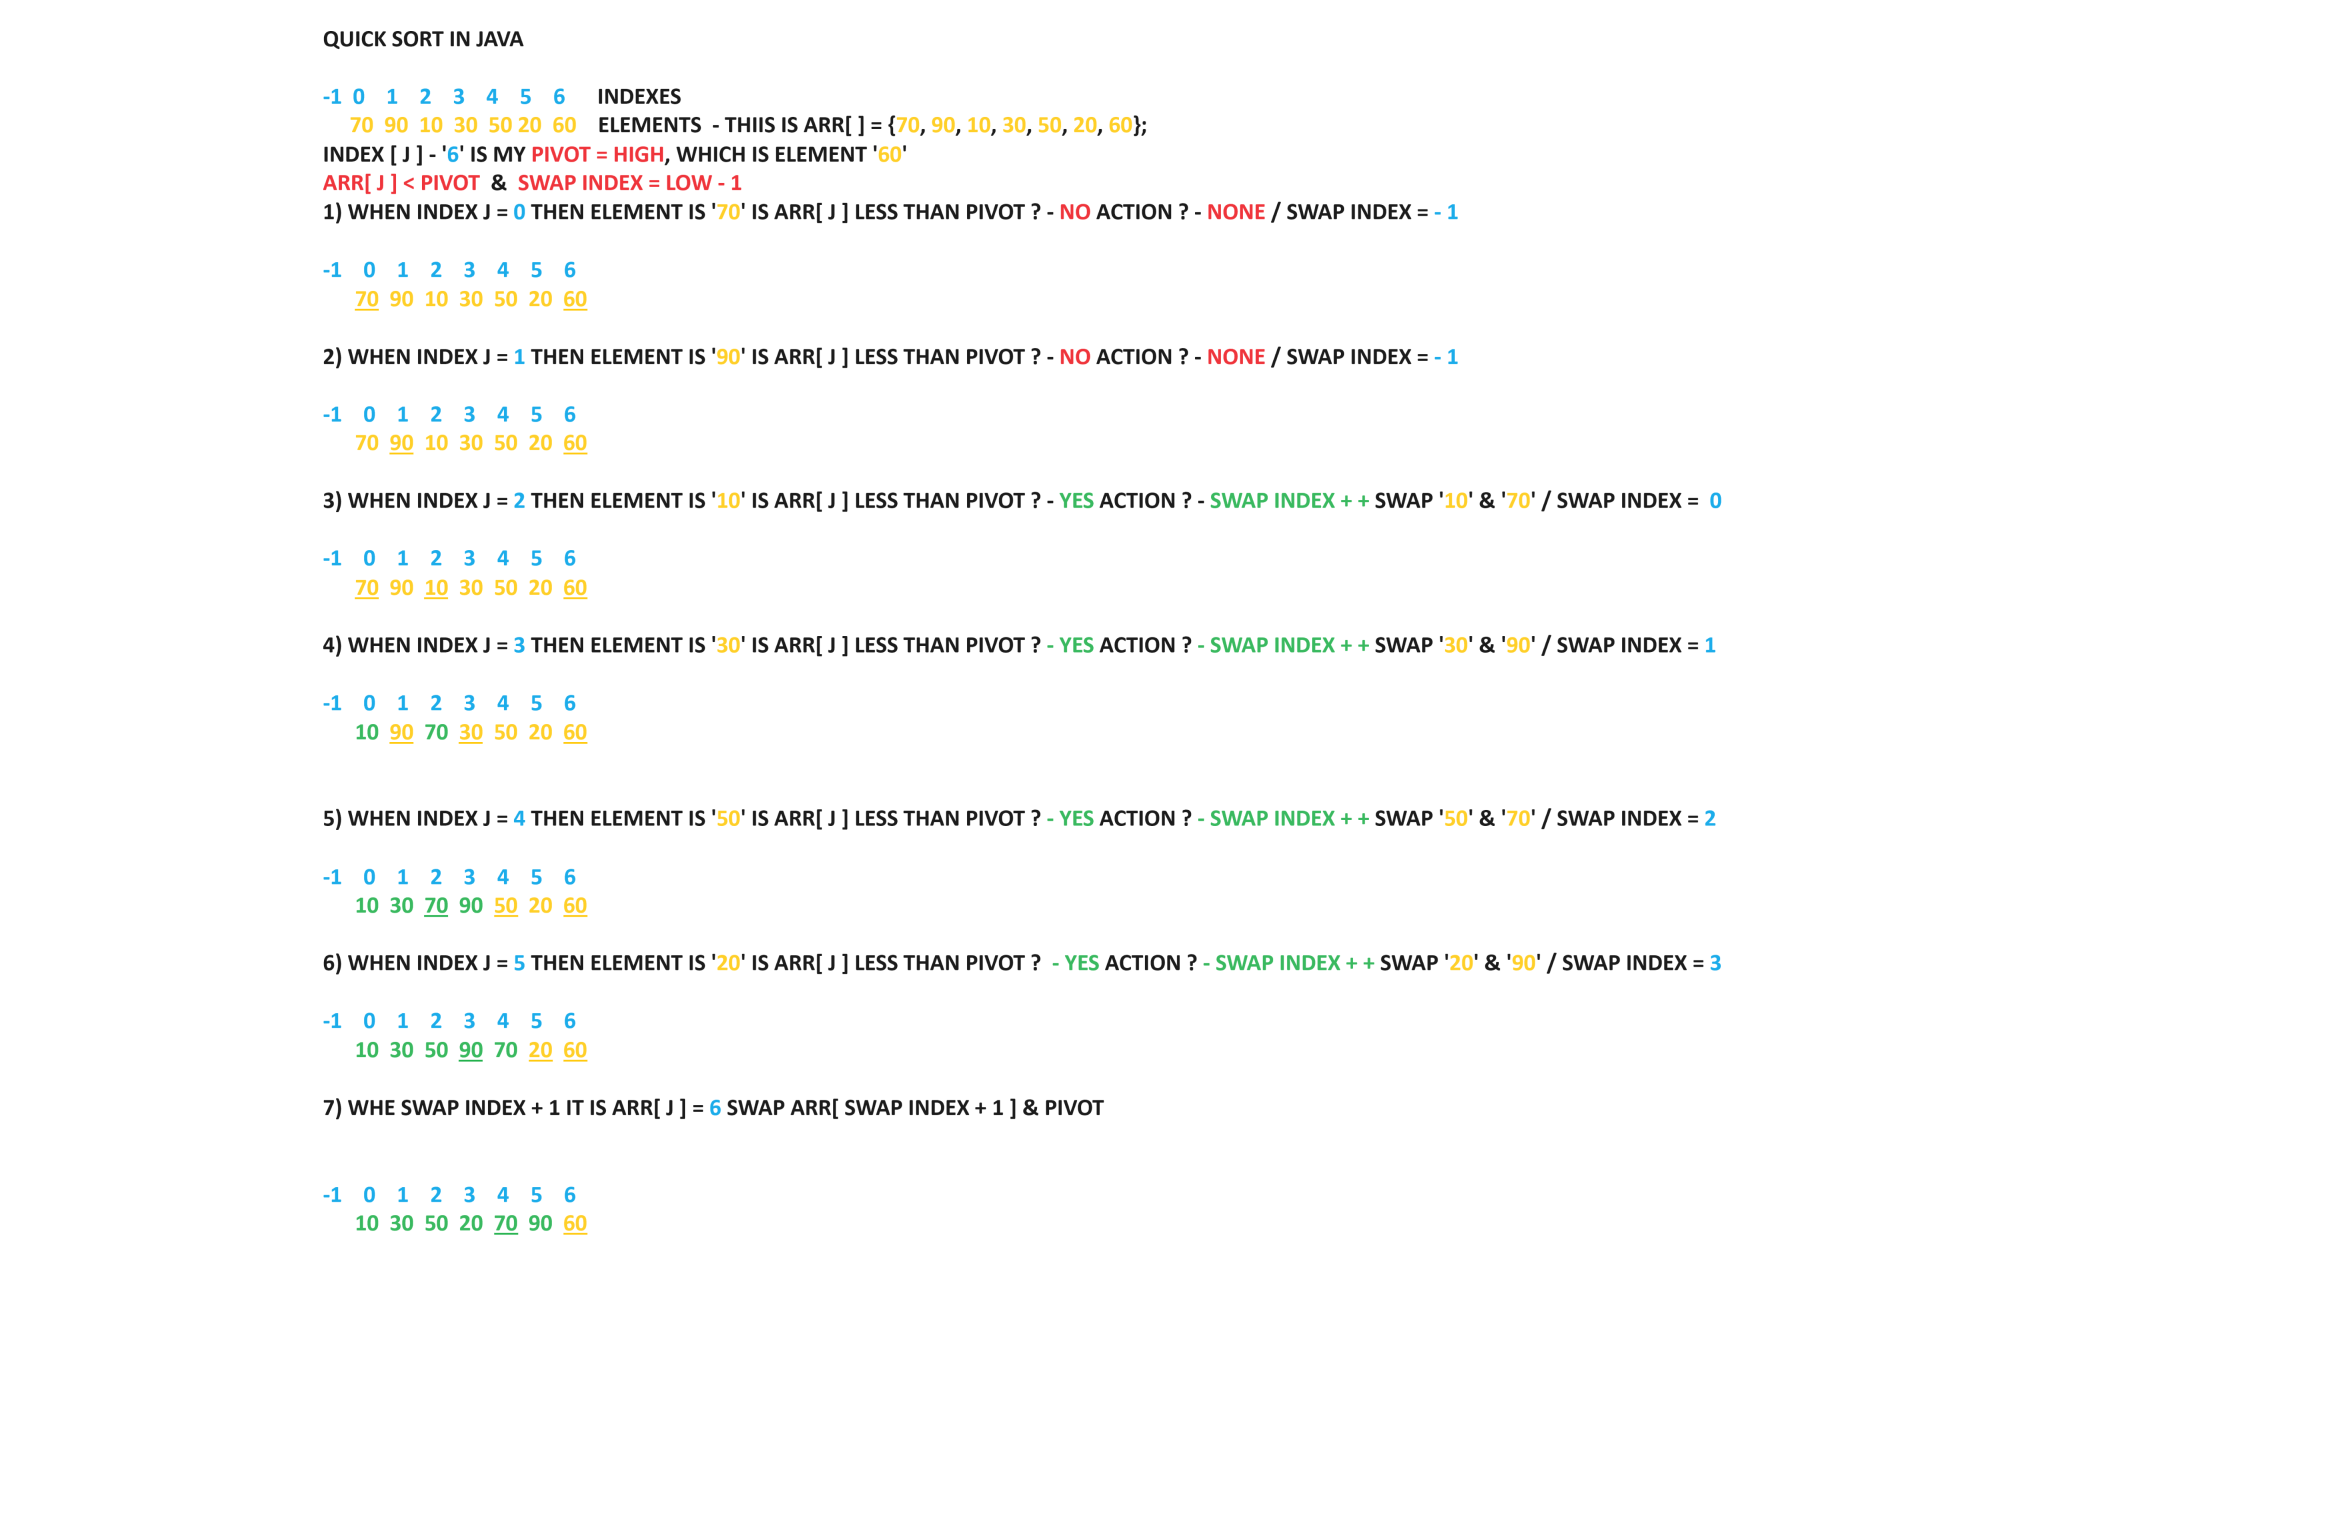 QUICK SORT IN JAVA
-1 0 1 2 3 4 5 6 INDEXES
70 90 10 30 50 20 60 ELEMENTS - THIIS IS ARR[ ] = {70, 90, 10, 30, 50, 20, 60};
INDEX [ J ] - '6' IS MY PIVOT = HIGH, WHICH IS ELEMENT '60'
ARR[ J ] < PIVOT & SWAP INDEX = LOW - 1
1) WHEN INDEX J = 0 THEN ELEMENT IS '70' IS ARR[ J ] LESS THAN PIVOT ? - NO ACTION ? - NONE / SWAP INDEX = - 1
-1 0 1 2 3 4 5 6
70 90 10 30 50 20 60
2) WHEN INDEX J = 1 THEN ELEMENT IS '90' IS ARR[ J ] LESS THAN PIVOT ? - NO ACTION ? - NONE / SWAP INDEX = - 1
-1 0 1 2 3 4 5 6
70 90 10 30 50 20 60
3) WHEN INDEX J = 2 THEN ELEMENT IS '10' IS ARR[ J ] LESS THAN PIVOT ? - YES ACTION ? - SWAP INDEX + + SWAP '10' & '70' / SWAP INDEX = 0
-1 0 1 2 3 4 5 6
70 90 10 30 50 20 60
4) WHEN INDEX J = 3 THEN ELEMENT IS '30' IS ARR[ J ] LESS THAN PIVOT ? - YES ACTION ? - SWAP INDEX + + SWAP '30' & '90' / SWAP INDEX = 1
-1 0 1 2 3 4 5 6
10 90 70 30 50 20 60
5) WHEN INDEX J = 4 THEN ELEMENT IS '50' IS ARR[ J ] LESS THAN PIVOT ? - YES ACTION ? - SWAP INDEX + + SWAP '50' & '70' / SWAP INDEX = 2
-1 0 1 2 3 4 5 6
10 30 70 90 50 20 60
6) WHEN INDEX J = 5 THEN ELEMENT IS '20' IS ARR[ J ] LESS THAN PIVOT ? - YES ACTION ? - SWAP INDEX + + SWAP '20' & '90' / SWAP INDEX = 3
-1 0 1 2 3 4 5 6
10 30 50 90 70 20 60
7) WHE SWAP INDEX + 1 IT IS ARR[ J ] = 6 SWAP ARR[ SWAP INDEX + 1 ] & PIVOT
-1 0 1 2 3 4 5 6
10 30 50 20 70 90 60